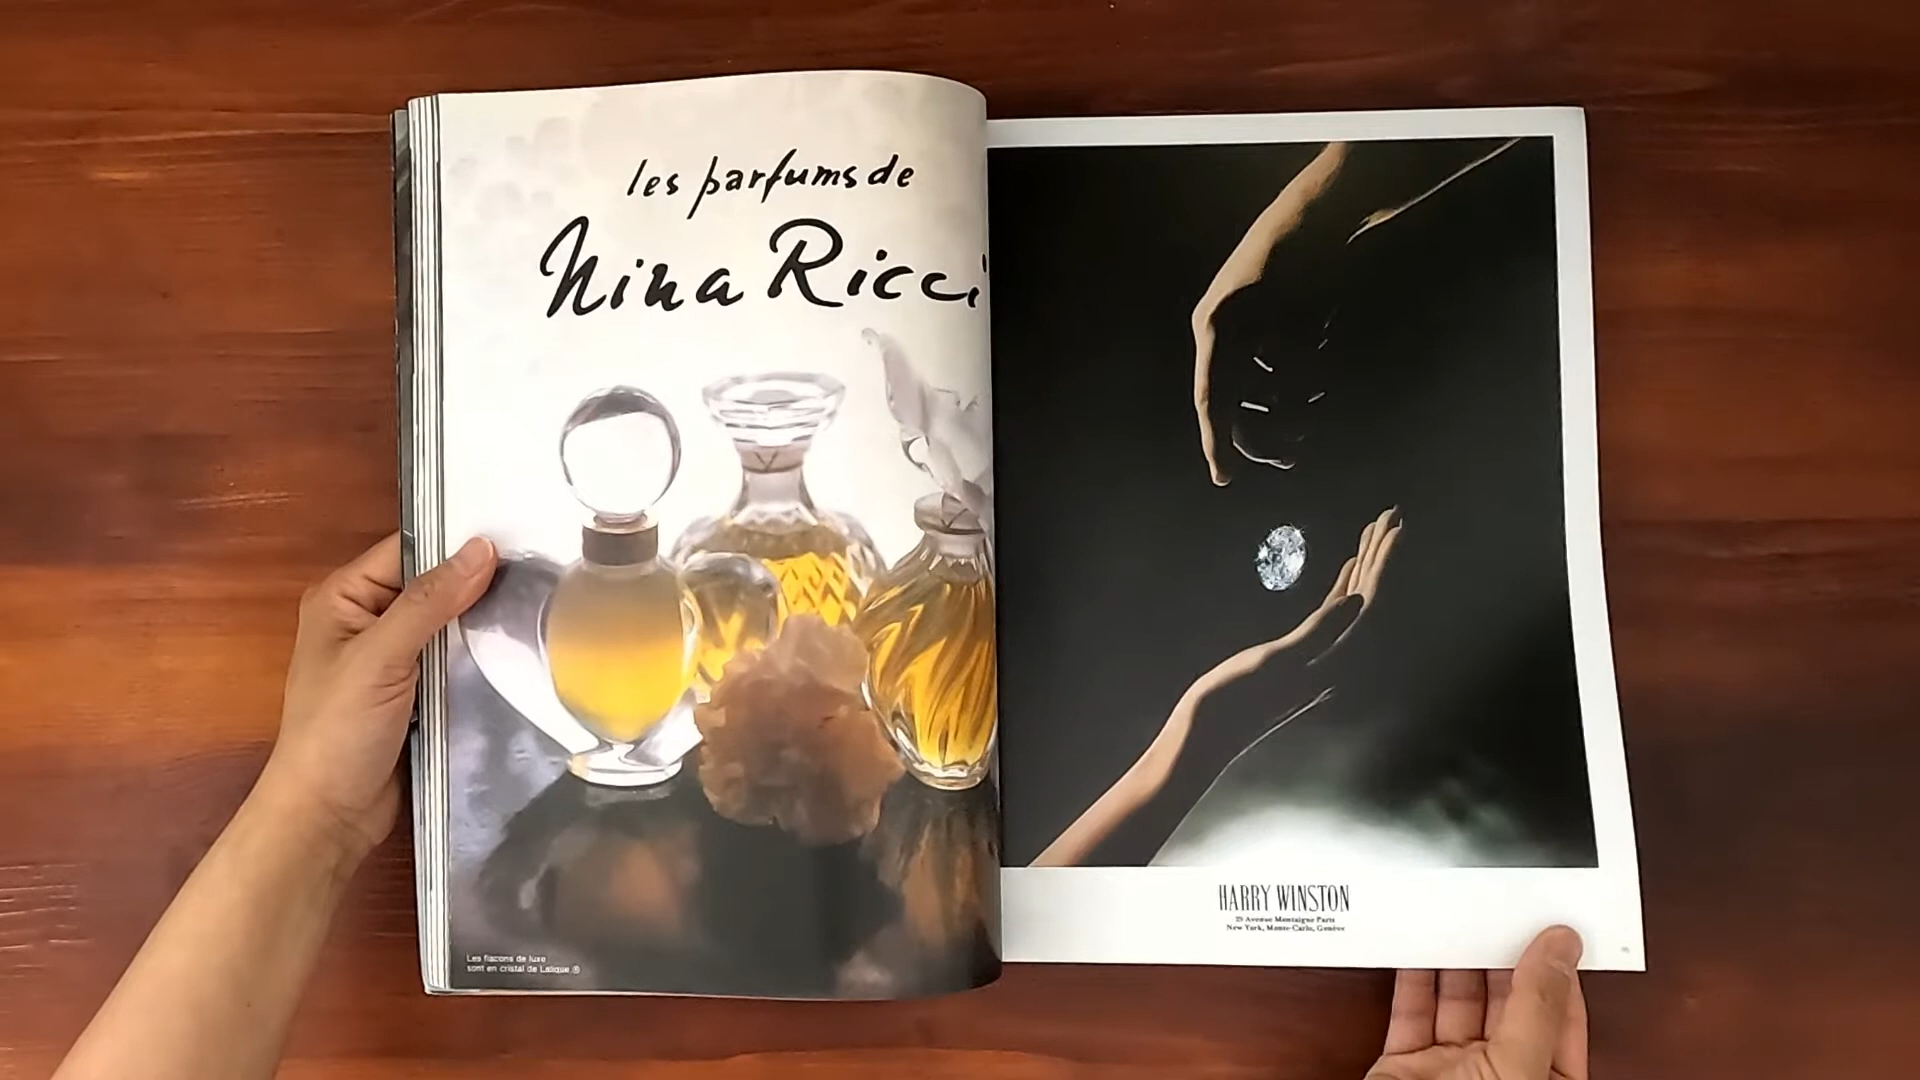 les parfums de
Nina Ricci
Les flacons de luxe
sont en cristal de Lalique ®
HARRY WINSTON
29 Avenue Montaigne Paris
New York, Monte-Carlo, Genève